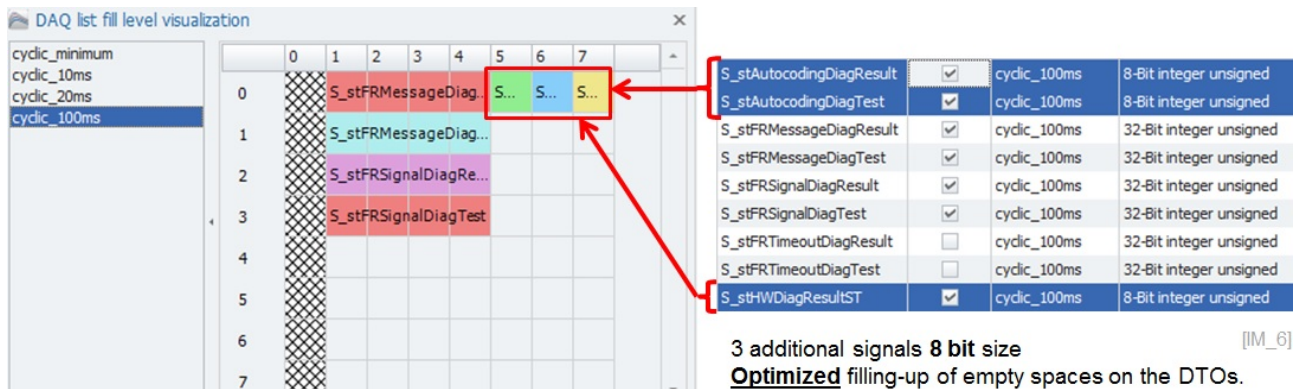 DAQ list fill level visualization
cyclic_minimum
cyclic_10ms
cyclic_20ms
cyclic_100ms
0 1 2 3 4 5 6 7
0 S_stFRMessageDiag... S... S... S...
1 S_stFRMessageDiag...
2 S_stFRSignalDiagRe...
3 S_stFRSignalDiagTest
4
5
6
7
S_stAutocodingDiagResult cyclic_100ms 8-Bit integer unsigned
S_stAutocodingDiagTest cyclic_100ms 8-Bit integer unsigned
S_stFRMessageDiagResult cyclic_100ms 32-Bit integer unsigned
S_stFRMessageDiagTest cyclic_100ms 32-Bit integer unsigned
S_stFRSignalDiagResult cyclic_100ms 32-Bit integer unsigned
S_stFRSignalDiagTest cyclic_100ms 32-Bit integer unsigned
S_stFRTimeoutDiagResult cyclic_100ms 32-Bit integer unsigned
S_stFRTimeoutDiagTest cyclic_100ms 32-Bit integer unsigned
S_stHWDiagResultST cyclic_100ms 8-Bit integer unsigned
[IM_6]
3 additional signals 8 bit size
Optimized filling-up of empty spaces on the DTOs.